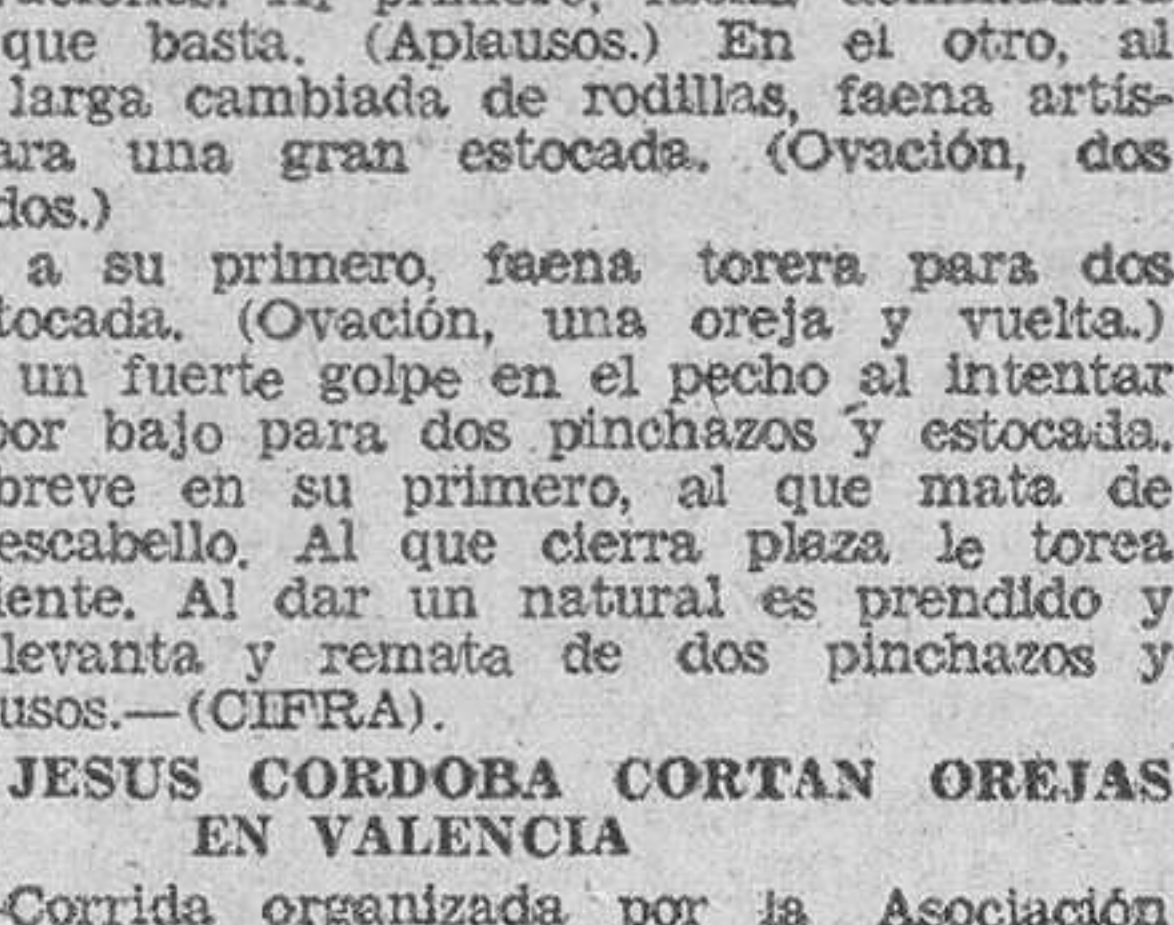 primero,
que basta. (Aplausos.) En el otro, al
larga cambiada de rodillas, faena artís-
ara una gran estocada. (Ovación, dos
dos.)
a su primero, faena torera para dos
tocada. (Ovación, una oreja y vuelta.)
un fuerte golpe en el pecho al intentar
por bajo para dos pinchazos y estocada.
breve en su primero, al que mata de
escabello. Al que cierra plaza le torea
iente. Al dar un natural es prendido y
levanta y remata de dos pinchazos y
usos.—(CIFRA).
JESUS CORDOBA CORTAN OREJAS
EN VALENCIA
-Corrida organizada por la Asociación